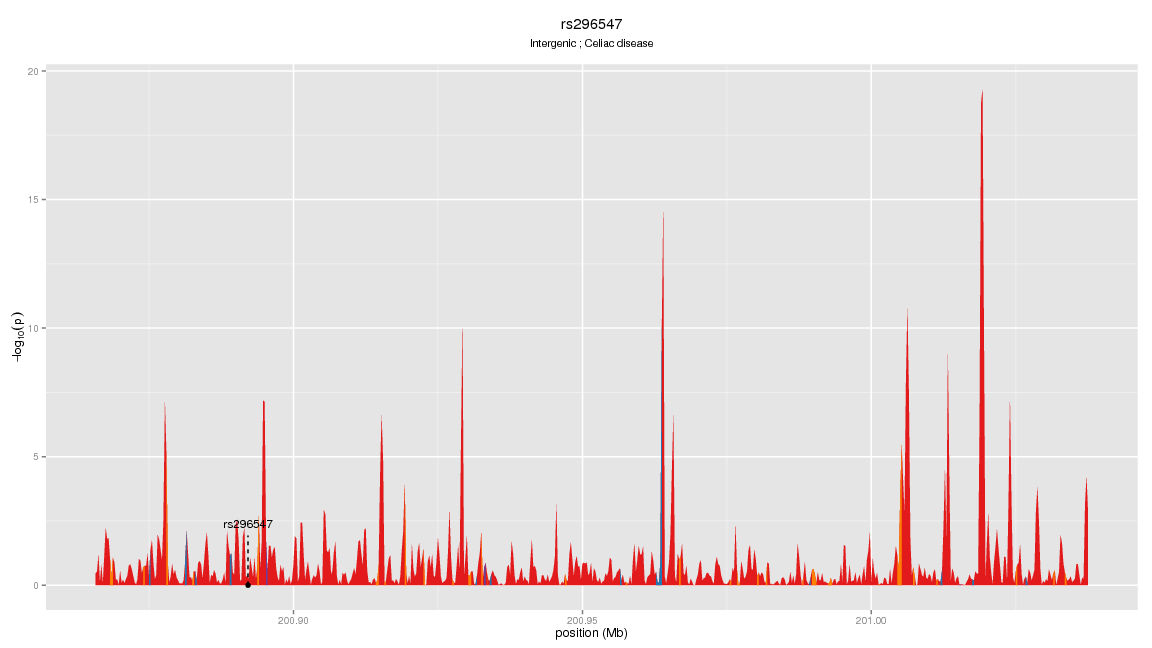 rs296547
Intergenic ; Celiac disease
20
15
10
5
0
−log10(p)
rs296547
200.90
200.95
201.00
position (Mb)